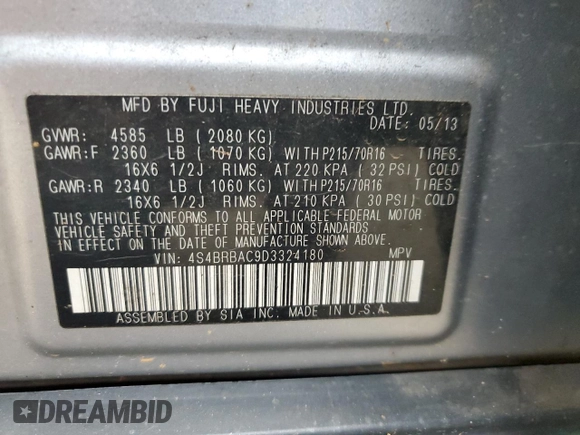 MFD BY FUJI HEAVY INDUSTRIES LTD.
DATE: 05/13
GVWR: 4585 LB ( 2080 KG)
GAWR:F 2360 LB ( 1070 KG) WITH P215/70R16 TIRES.
16X6 1/2J RIMS. AT 220 KPA ( 32 PSI) COLD
GAWR:R 2340 LB ( 1060 KG) WITH P215/70R16 TIRES.
16X6 1/2J RIMS. AT 210 KPA ( 30 PSI) COLD
THIS VEHICLE CONFORMS TO ALL APPLICABLE FEDERAL MOTOR
VEHICLE SAFETY AND THEFT PREVENTION STANDARDS
IN EFFECT ON THE DATE OF MANUFACTURE SHOWN ABOVE.
VIN: 4S4BRBAC9D3324180 MPV
ASSEMBLED BY SIA INC. MADE IN U.S.A.
DREAMBID